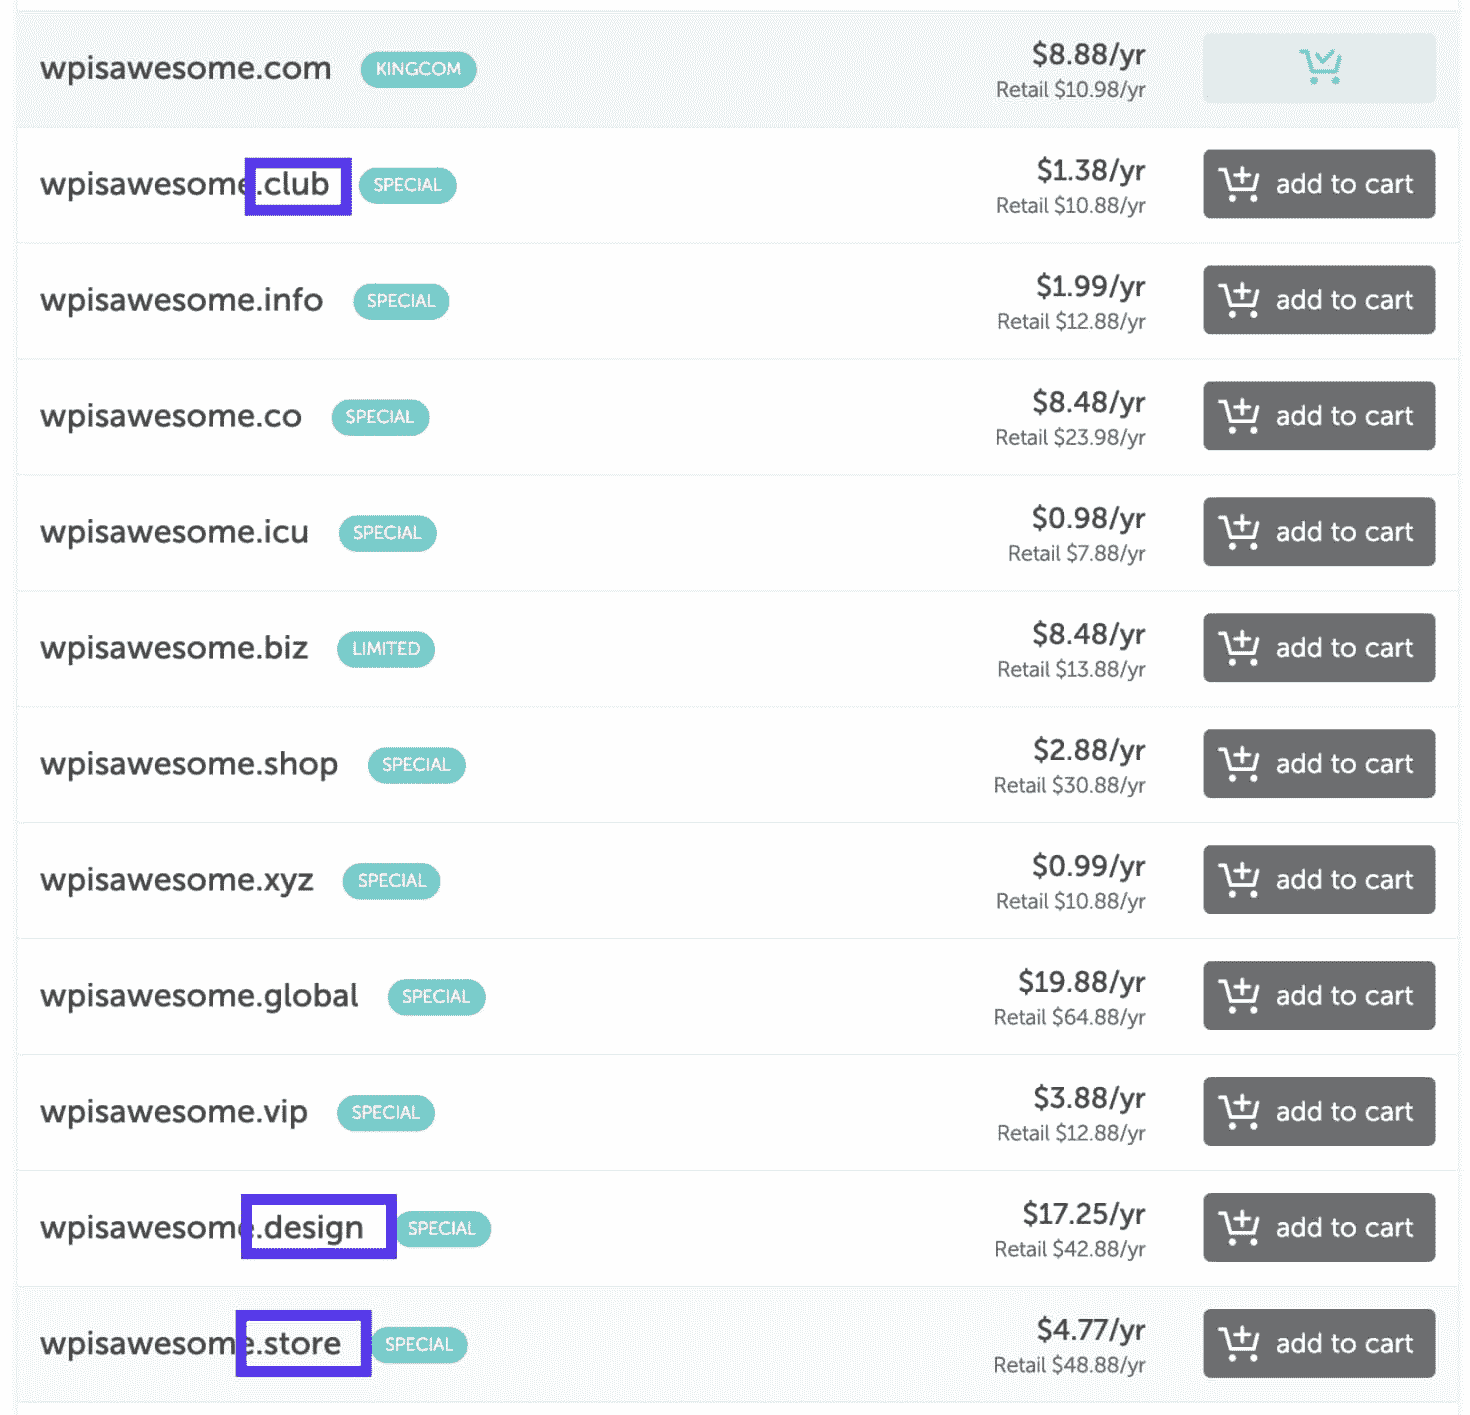 wpisawesome.com KINGCOM $8.88/yr
Retail $10.98/yr
wpisawesome.club SPECIAL $1.38/yr add to cart
Retail $10.88/yr
wpisawesome.info SPECIAL $1.99/yr add to cart
Retail $12.88/yr
wpisawesome.co SPECIAL $8.48/yr add to cart
Retail $23.98/yr
wpisawesome.icu SPECIAL $0.98/yr add to cart
Retail $7.88/yr
wpisawesome.biz LIMITED $8.48/yr add to cart
Retail $13.88/yr
wpisawesome.shop SPECIAL $2.88/yr add to cart
Retail $30.88/yr
wpisawesome.xyz SPECIAL $0.99/yr add to cart
Retail $10.88/yr
wpisawesome.global SPECIAL $19.88/yr add to cart
Retail $64.88/yr
wpisawesome.vip SPECIAL $3.88/yr add to cart
Retail $12.88/yr
wpisawesome.design SPECIAL $17.25/yr add to cart
Retail $42.88/yr
wpisawesome.store SPECIAL $4.77/yr add to cart
Retail $48.88/yr